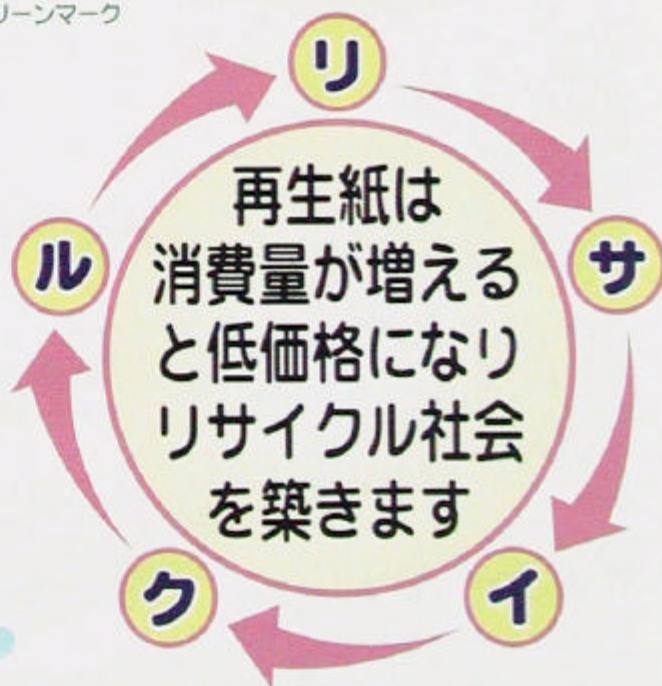 リーンマーク
リ
サ
イ
ク
ル
再生紙は
消費量が増える
と低価格になり
リサイクル社会
を築きます